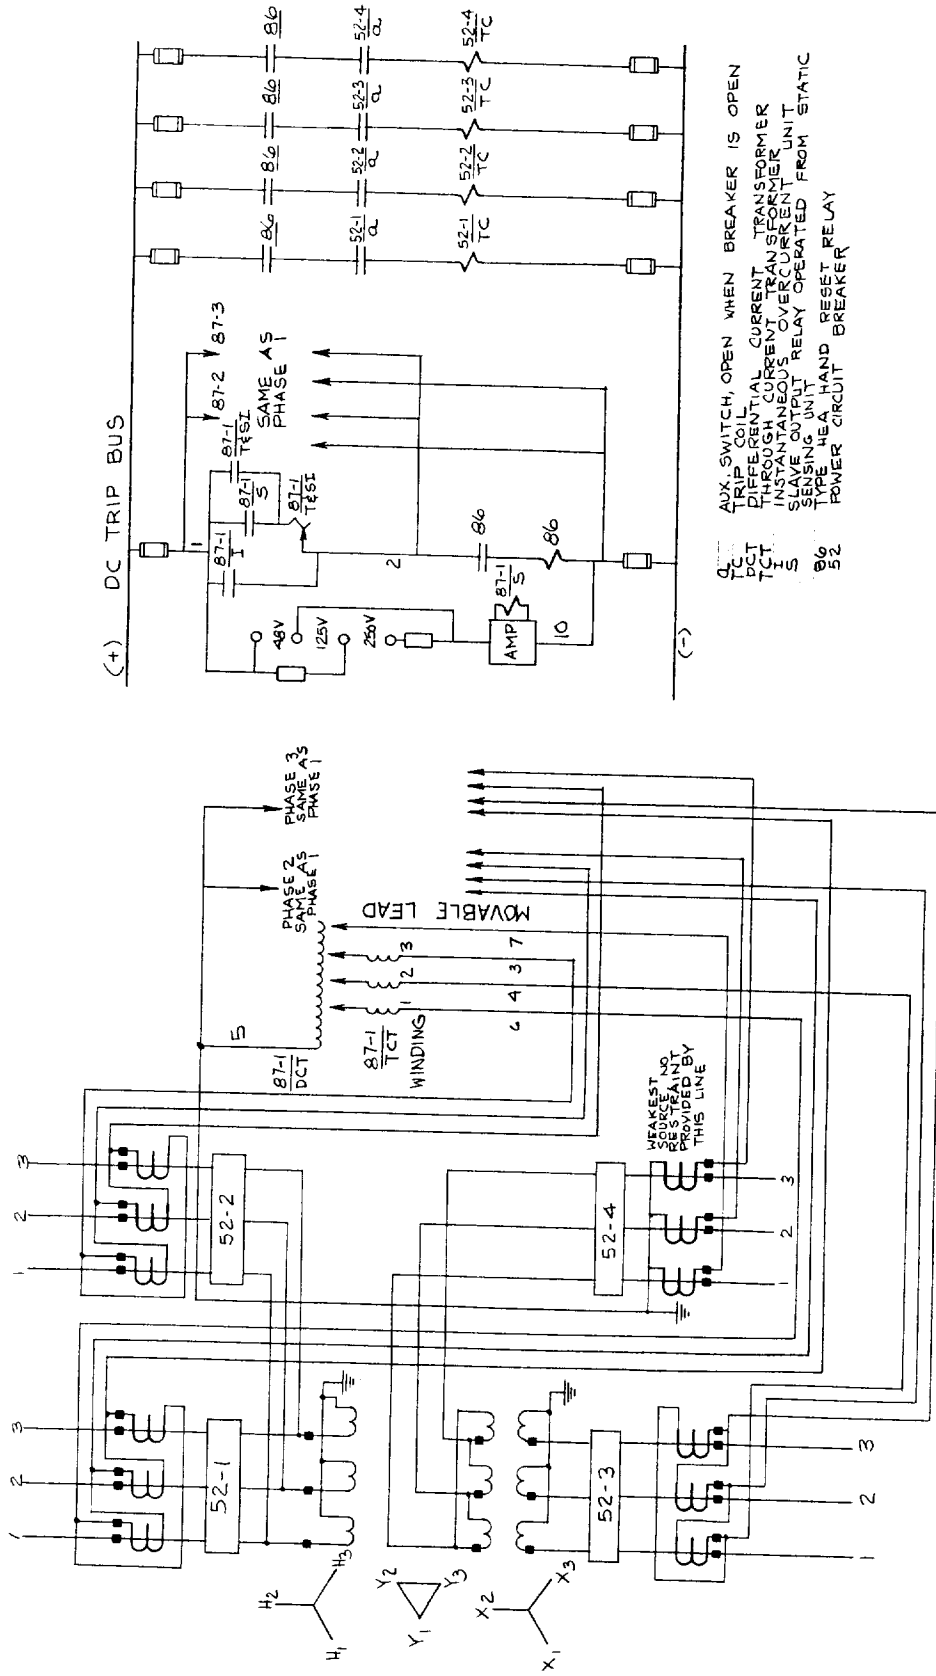 (+) DC TRIP BUS
1
87-1
I
87-1
S
87-1
T&SI
87-1
T&SI
87-2
87-3
SAME AS
PHASE 1
48V
125V
250V
2
87-1
S
AMP
10
86
86
(-)
86
86
86
86
52-1
a
52-2
a
52-3
a
52-4
a
52-1
TC
52-2
TC
52-3
TC
52-4
TC
a AUX. SWITCH, OPEN WHEN BREAKER IS OPEN
TC TRIP COIL
DCT DIFFERENTIAL CURRENT TRANSFORMER
TCT THROUGH CURRENT TRANSFORMER
I INSTANTANEOUS OVERCURRENT UNIT
S SLAVE OUTPUT RELAY OPERATED FROM STATIC
SENSING UNIT
86 TYPE HEA HAND RESET RELAY
52 POWER CIRCUIT BREAKER
1
2
3
52-1
1
2
3
52-2
5
87-1
DCT
87-1
TCT
WINDING
1
2
3
6
4
3
7
MOVABLE LEAD
PHASE 2
SAME AS
PHASE 1
PHASE 3
SAME AS
PHASE 1
WEAKEST
SOURCE NO
RESTRAINT
PROVIDED BY
THIS LINE
52-4
1
2
3
52-3
1
2
3
H1
H2
H3
Y1
Y2
Y3
X1
X2
X3